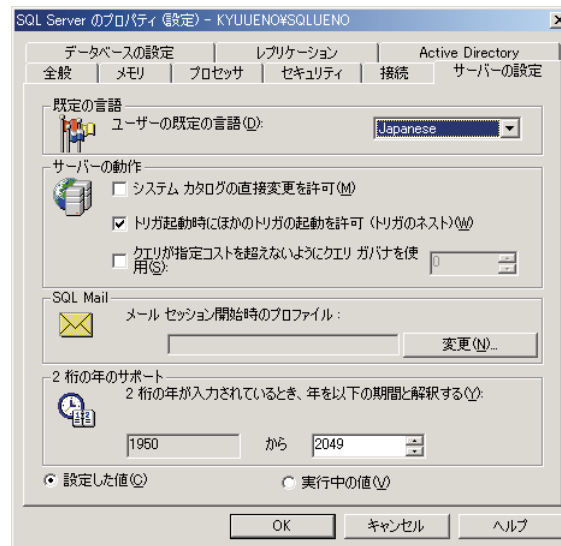 SQL Server のプロパティ (設定) - KYUUENO¥SQLUENO
データベースの設定 レプリケーション Active Directory
全般 メモリ プロセッサ セキュリティ 接続 サーバーの設定
既定の言語
ユーザーの既定の言語(D): Japanese
サーバーの動作
システム カタログの直接変更を許可(M)
トリガ起動時にほかのトリガの起動を許可 (トリガのネスト)(W)
クエリが指定コストを超えないようにクエリ ガバナを使
用(S): 0
SQL Mail
メール セッション開始時のプロファイル :
変更(N)...
2 桁の年のサポート
2 桁の年が入力されているとき、年を以下の期間と解釈する(Y):
1950 から 2049
設定した値(C) 実行中の値(V)
OK キャンセル ヘルプ